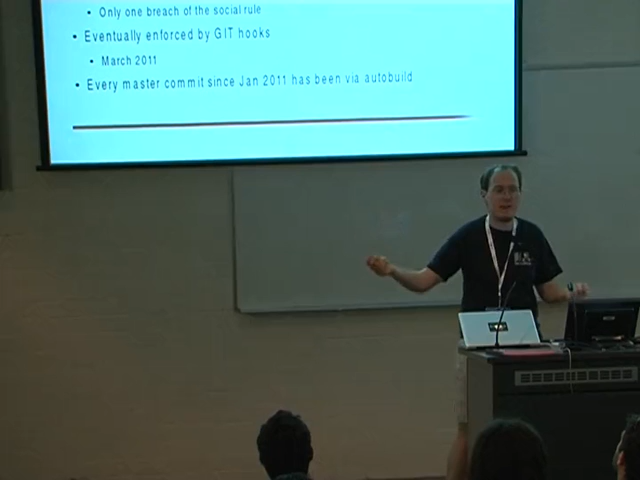 Only one breach of the social rule
Eventually enforced by GIT hooks
March 2011
Every master commit since Jan 2011 has been via autobuild